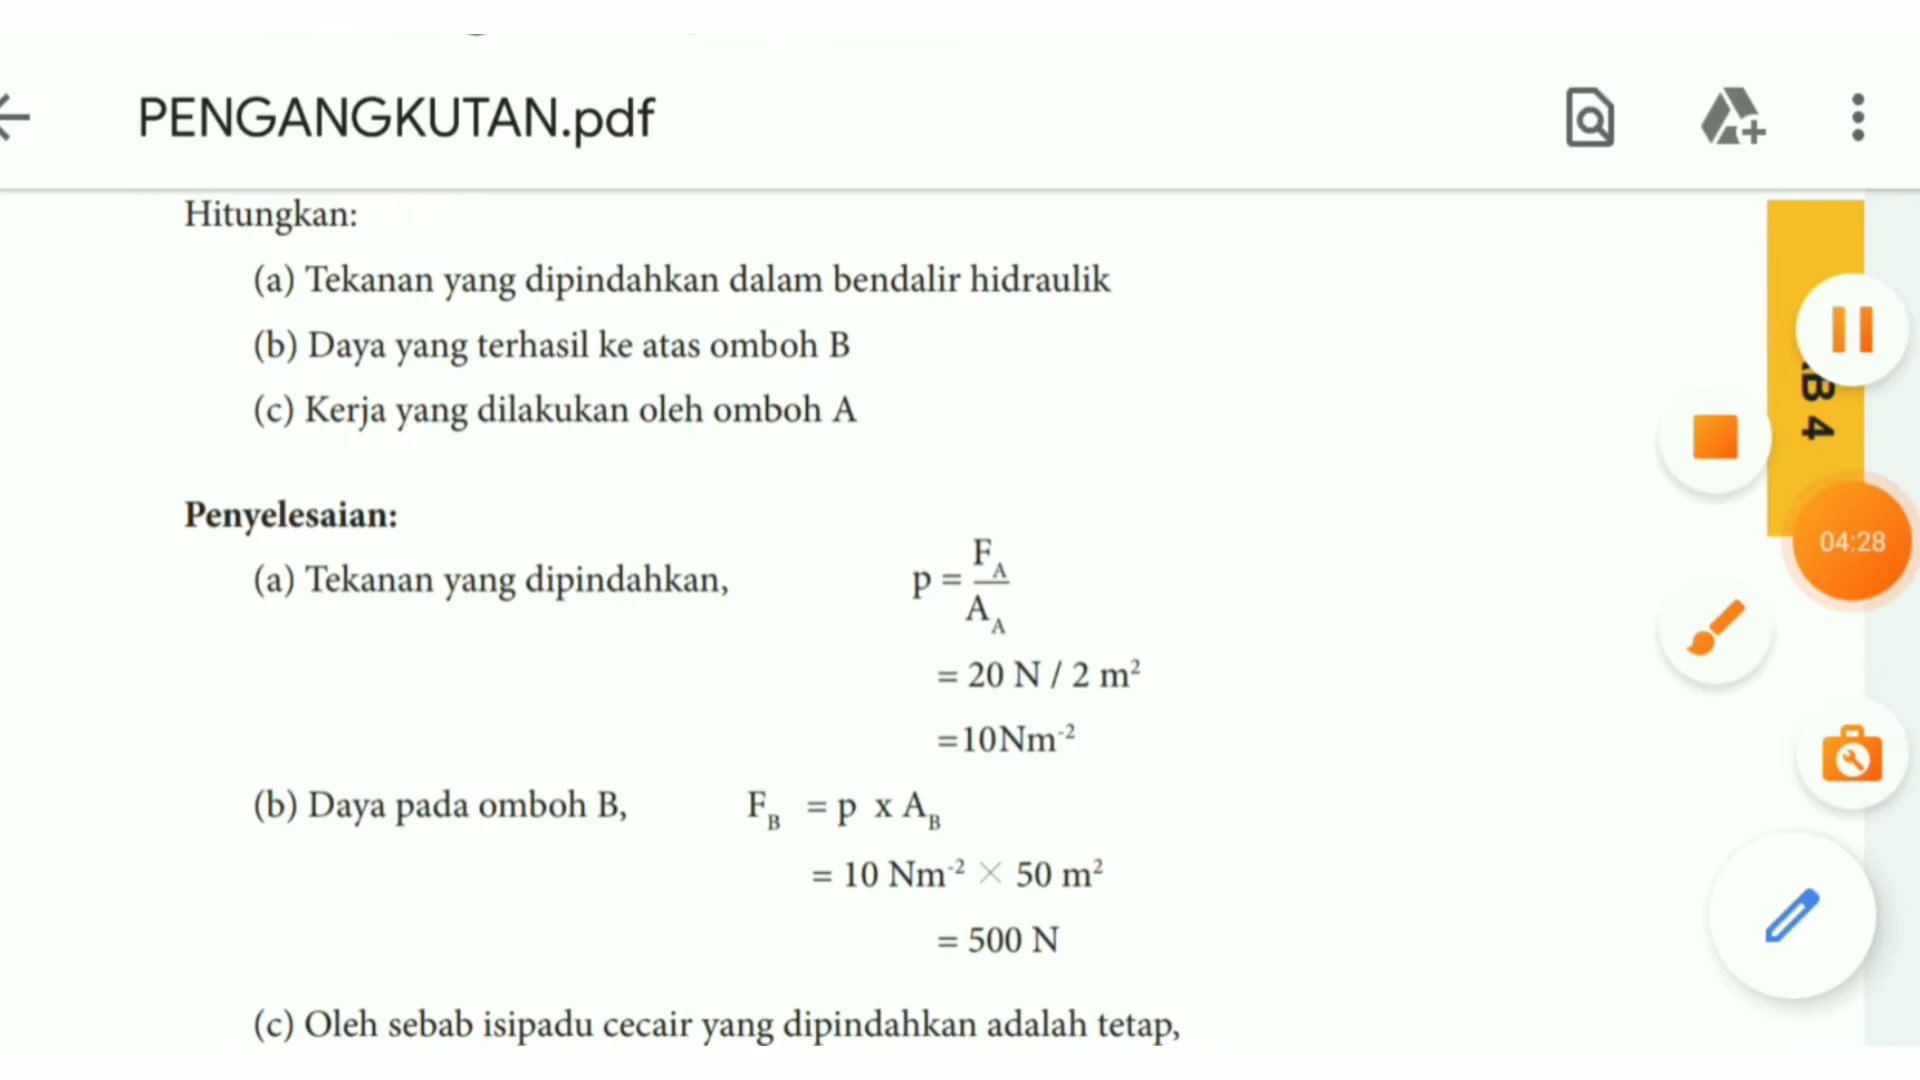 PENGANGKUTAN.pdf
Hitungkan:
(a) Tekanan yang dipindahkan dalam bendalir hidraulik
(b) Daya yang terhasil ke atas omboh B
(c) Kerja yang dilakukan oleh omboh A
B 4
Penyelesaian:
(a) Tekanan yang dipindahkan, p = F_A / A_A
04:28
= 20 N / 2 m²
=10Nm⁻²
(b) Daya pada omboh B, F_B = p x A_B
= 10 Nm⁻² × 50 m²
= 500 N
(c) Oleh sebab isipadu cecair yang dipindahkan adalah tetap,